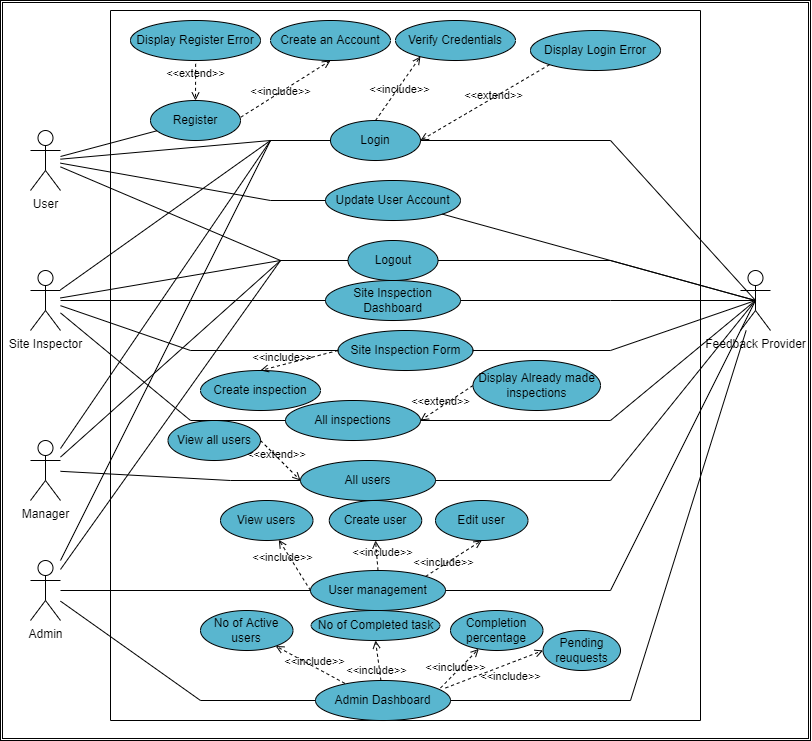 Display Register Error
Create an Account
Verify Credentials
Display Login Error
<<extend>>
<<include>>
<<include>>
<<extend>>
Register
Login
User
Update User Account
Logout
Site Inspection
Dashboard
Site Inspector
Feedback Provider
Site Inspection Form
<<include>>
Create inspection
Display Already made
inspections
<<extend>>
All inspections
View all users
<<extend>>
All users
Manager
View users
Create user
Edit user
<<include>>
<<include>>
<<include>>
User management
Admin
No of Active
users
No of Completed task
Completion
percentage
Pending
reuquests
<<include>>
<<include>>
<<include>>
<<include>>
Admin Dashboard